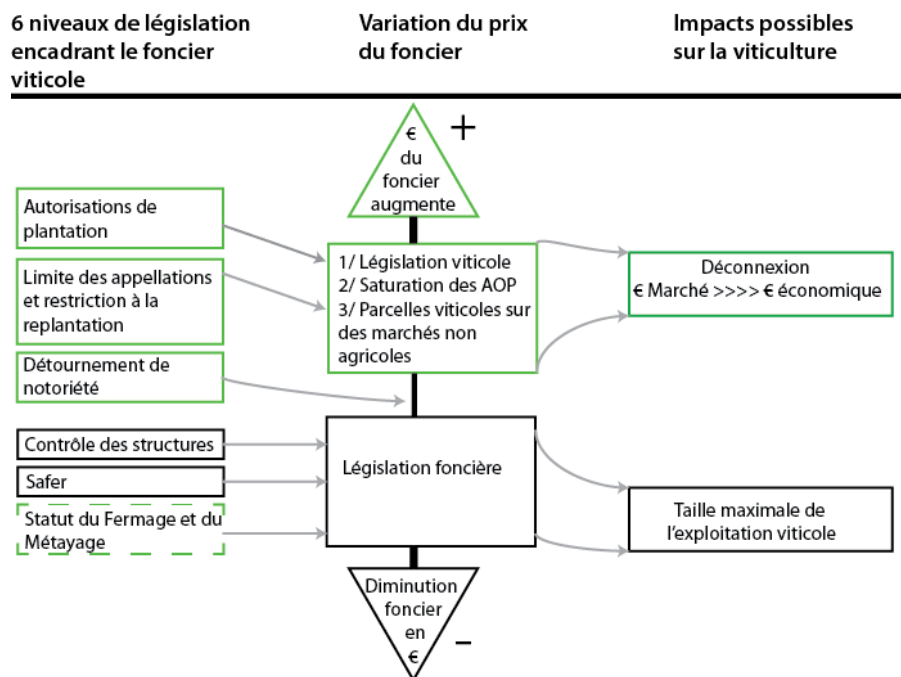 6 niveaux de législation
encadrant le foncier
viticole
Variation du prix
du foncier
Impacts possibles
sur la viticulture
+
€
du
foncier
augmente
Autorisations de
plantation
Limite des appellations
et restriction à la
replantation
Détournement de
notoriété
1/ Législation viticole
2/ Saturation des AOP
3/ Parcelles viticoles sur
des marchés non
agricoles
Déconnexion
€ Marché >>>> € économique
Contrôle des structures
Safer
Statut du Fermage et du
Métayage
Législation foncière
Taille maximale de
l'exploitation viticole
Diminution
foncier
en
€
-